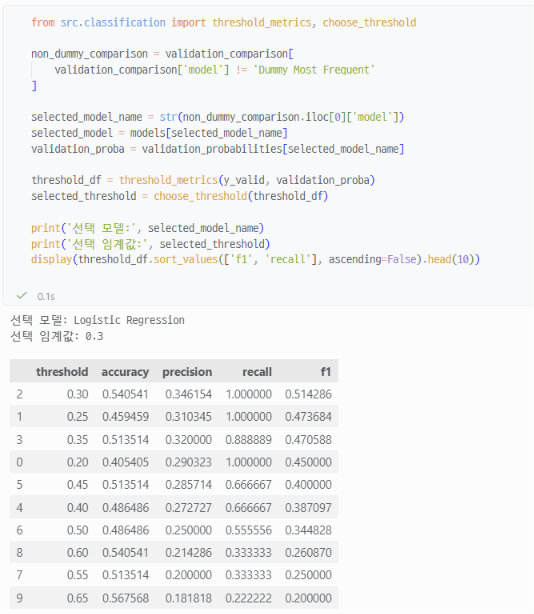 from src.classification import threshold_metrics, choose_threshold
non_dummy_comparison = validation_comparison[
validation_comparison['model'] != 'Dummy Most Frequent'
]
selected_model_name = str(non_dummy_comparison.iloc[0]['model'])
selected_model = models[selected_model_name]
validation_proba = validation_probabilities[selected_model_name]
threshold_df = threshold_metrics(y_valid, validation_proba)
selected_threshold = choose_threshold(threshold_df)
print('선택 모델:', selected_model_name)
print('선택 임계값:', selected_threshold)
display(threshold_df.sort_values(['f1', 'recall'], ascending=False).head(10))
0.1s
선택 모델: Logistic Regression
선택 임계값: 0.3
threshold accuracy precision recall f1
2 0.30 0.540541 0.346154 1.000000 0.514286
1 0.25 0.459459 0.310345 1.000000 0.473684
3 0.35 0.513514 0.320000 0.888889 0.470588
0 0.20 0.405405 0.290323 1.000000 0.450000
5 0.45 0.513514 0.285714 0.666667 0.400000
4 0.40 0.486486 0.272727 0.666667 0.387097
6 0.50 0.486486 0.250000 0.555556 0.344828
8 0.60 0.540541 0.214286 0.333333 0.260870
7 0.55 0.513514 0.200000 0.333333 0.250000
9 0.65 0.567568 0.181818 0.222222 0.200000